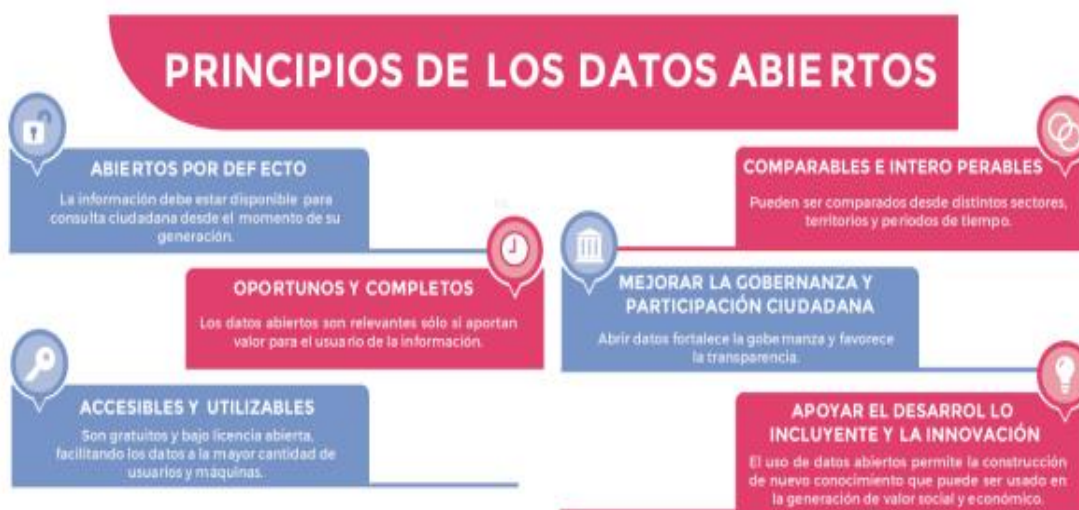 PRINCIPIOS DE LOS DATOS ABIERTOS
ABIERTOS POR DEFECTO
La información debe estar disponible para
consulta ciudadana desde el momento de su
generación.
OPORTUNOS Y COMPLETOS
Los datos abiertos son relevantes sólo si aportan
valor para el usuario de la información.
ACCESIBLES Y UTILIZABLES
Son gratuitos y bajo licencia abierta,
facilitando los datos a la mayor cantidad de
usuarios y máquinas.
COMPARABLES E INTEROPERABLES
Pueden ser comparados desde distintos sectores,
territorios y periodos de tiempo.
MEJORAR LA GOBERNANZA Y
PARTICIPACIÓN CIUDADANA
Abrir datos fortalece la gobernanza y favorece
la transparencia.
APOYAR EL DESARROLLO
INCLUYENTE Y LA INNOVACIÓN
El uso de datos abiertos permite la construcción
de nuevo conocimiento que puede ser usado en
la generación de valor social y económico.